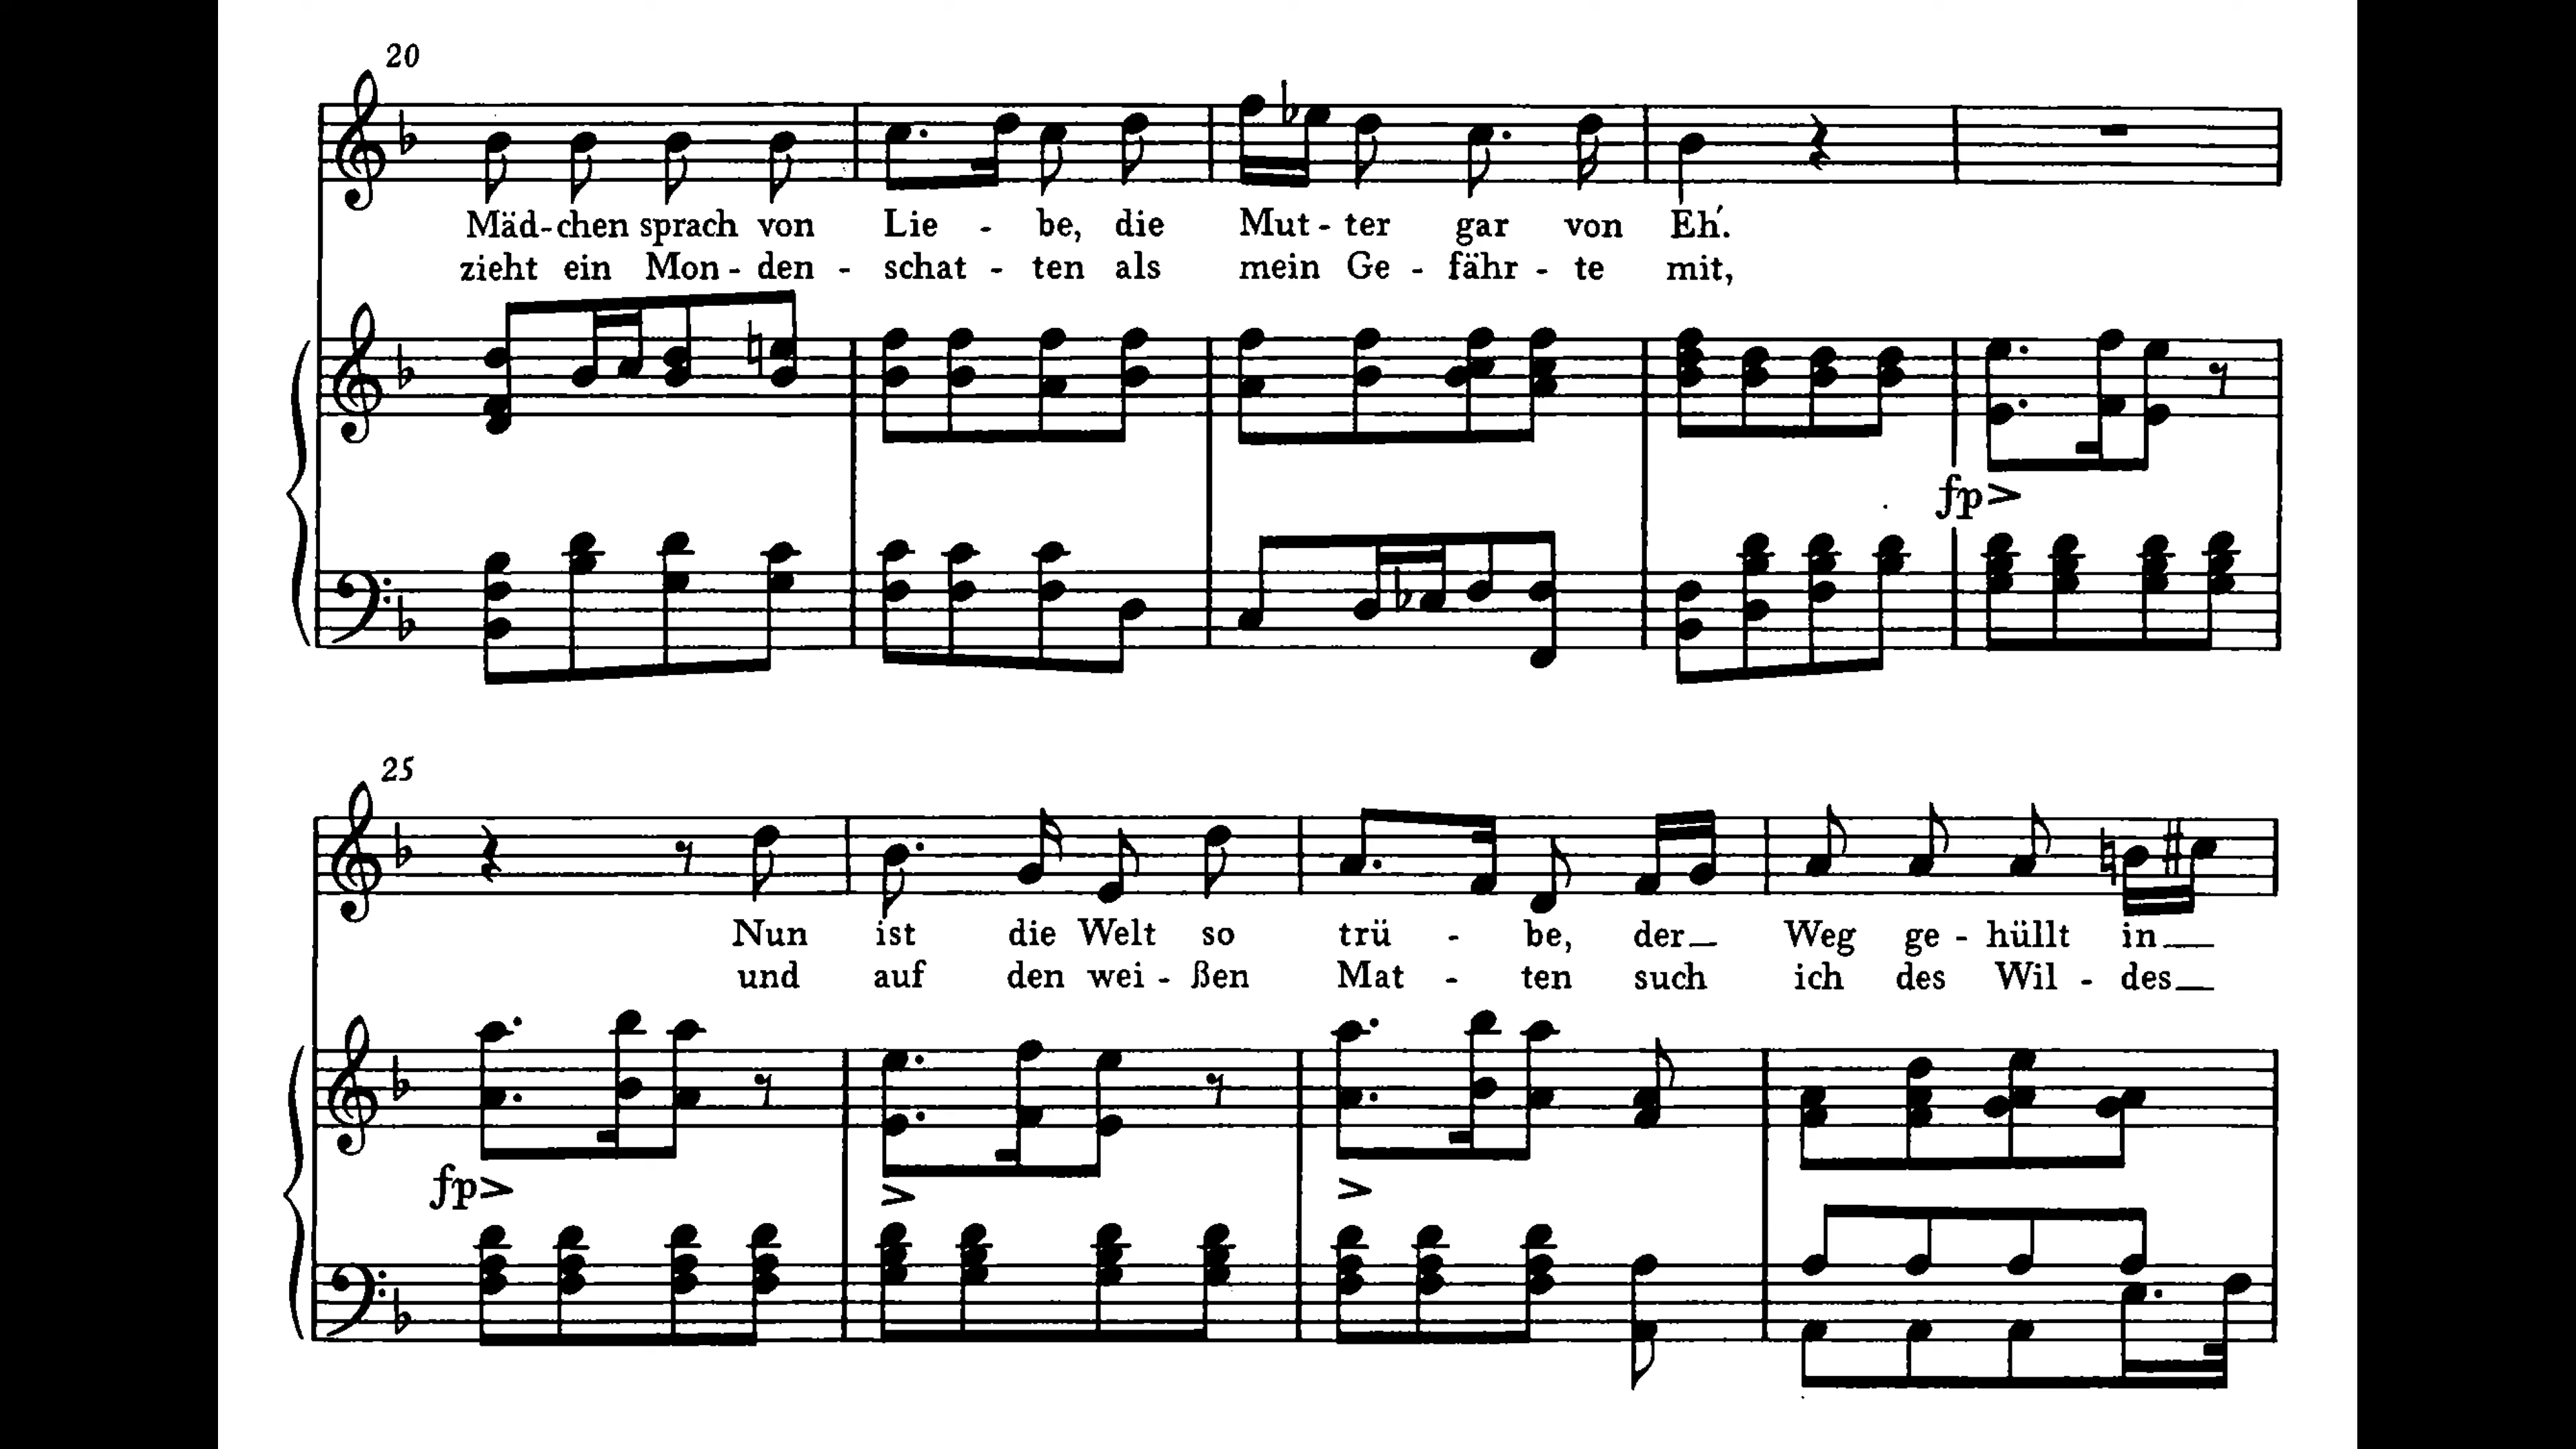 20
Mäd-chen sprach von Lie - be, die Mut-ter gar von Eh'.
zieht ein Mon-den - schat - ten als mein Ge - fähr - te mit,
fp>
25
Nun ist die Welt so trü - be, der_ Weg ge-hüllt in_
und auf den wei-ßen Mat - ten such ich des Wil - des_
fp> > >